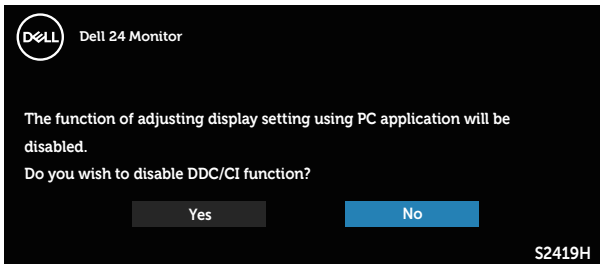 DELL
Dell 24 Monitor
The function of adjusting display setting using PC application will be
disabled.
Do you wish to disable DDC/CI function?
Yes No
S2419H